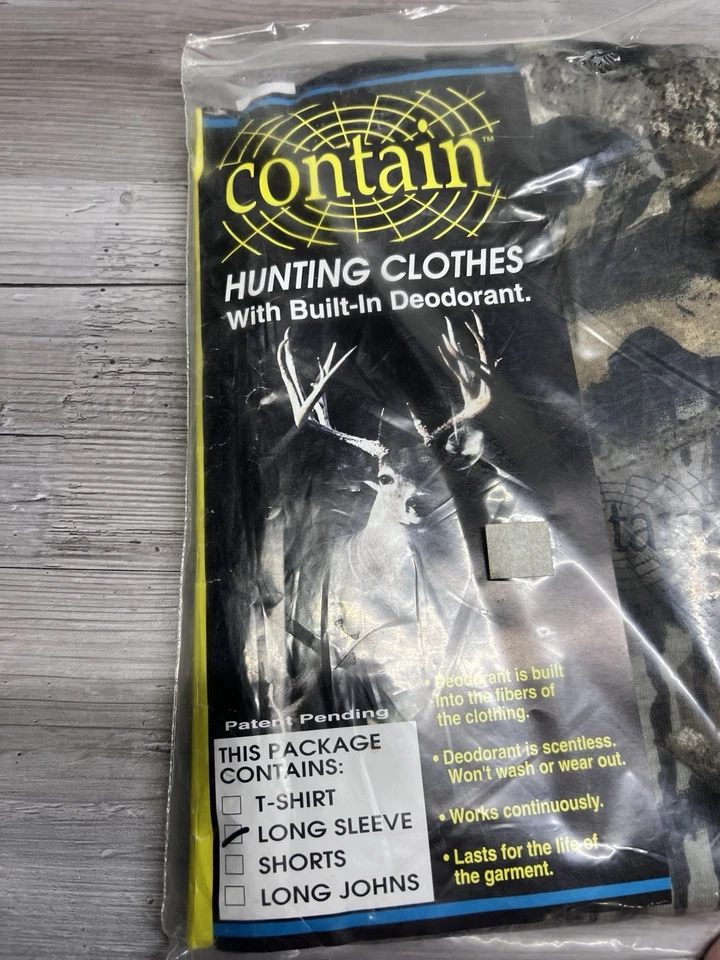 contain™
HUNTING CLOTHES
With Built-In Deodorant.
Patent Pending
THIS PACKAGE
CONTAINS:
T-SHIRT
LONG SLEEVE
SHORTS
LONG JOHNS
• Deodorant is built
into the fibers of
the clothing.
• Deodorant is scentless.
Won't wash or wear out.
• Works continuously.
• Lasts for the life of
the garment.
ta